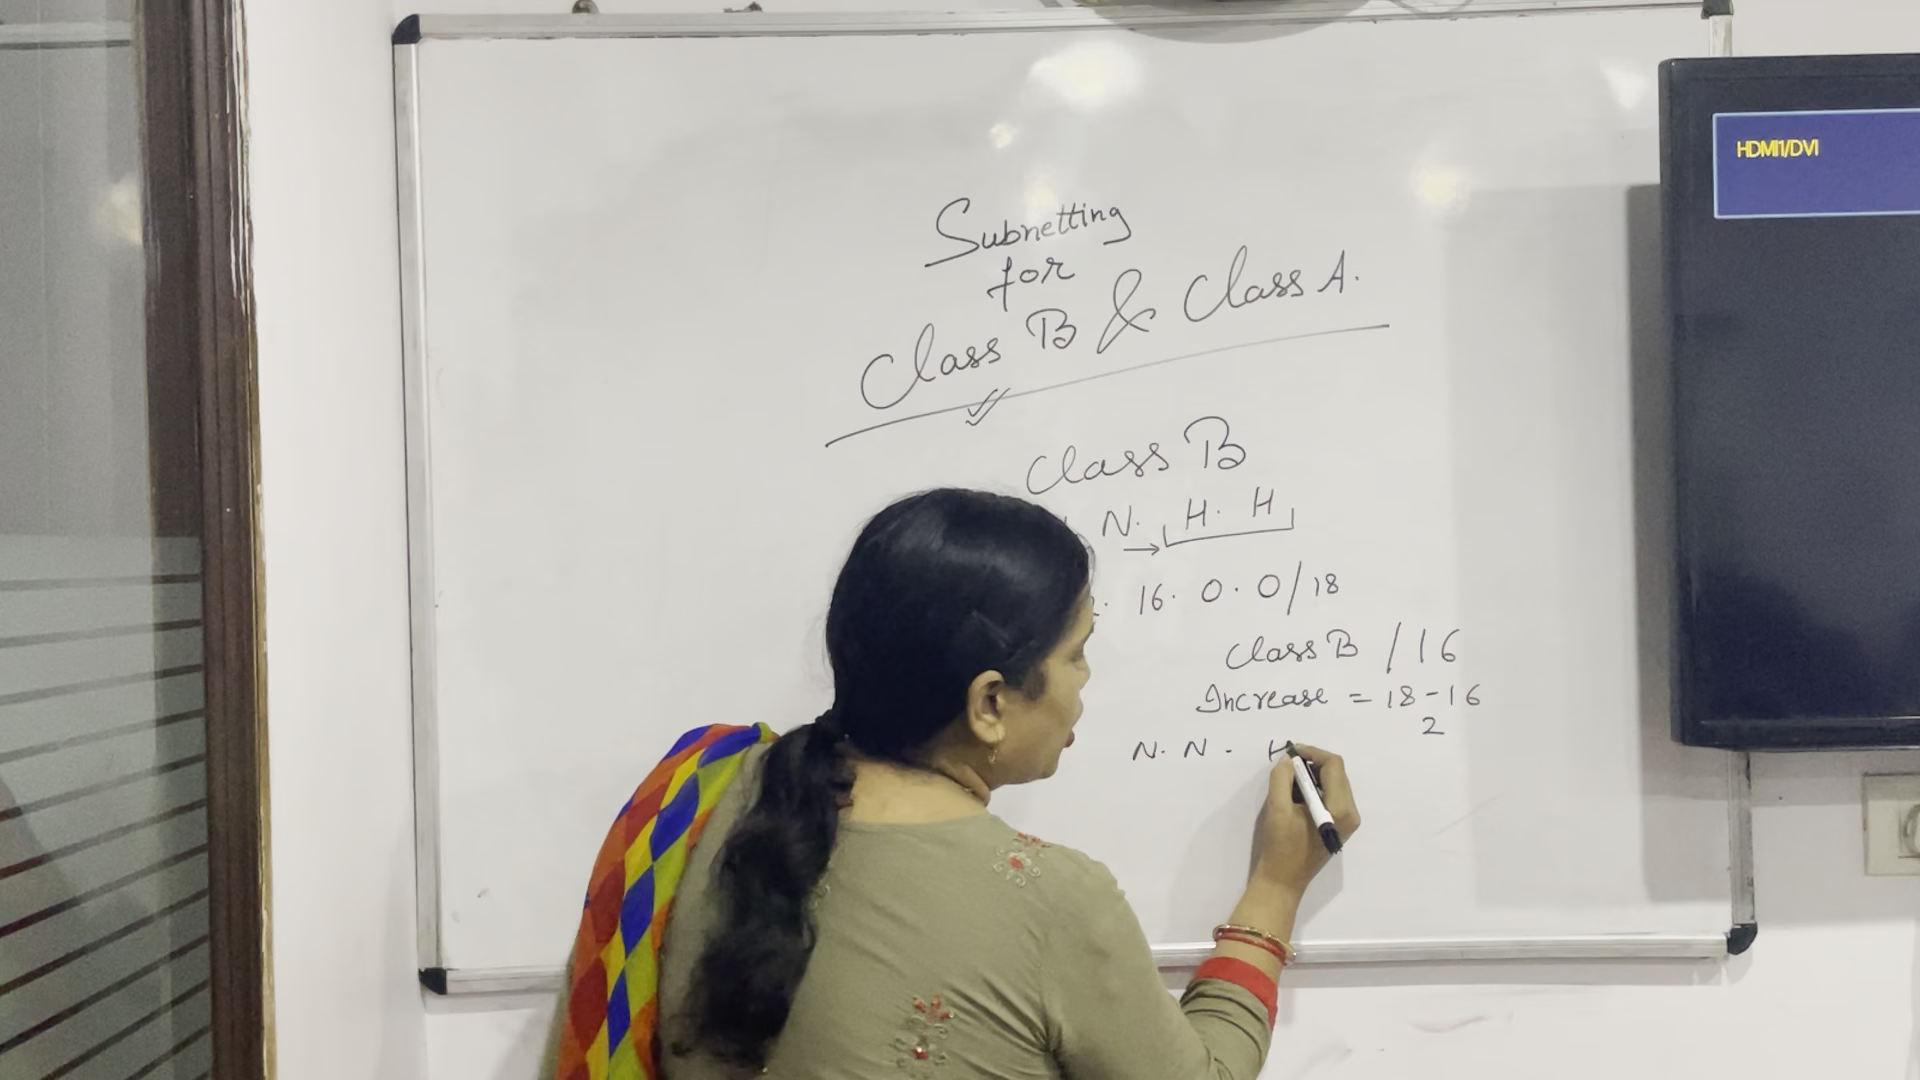 Subnetting
for
Class B & Class A.
Class B
N. H. H
16. 0. 0/18
Class B /16
Increase = 18-16
2
N. N. H
HDMI1/DVI